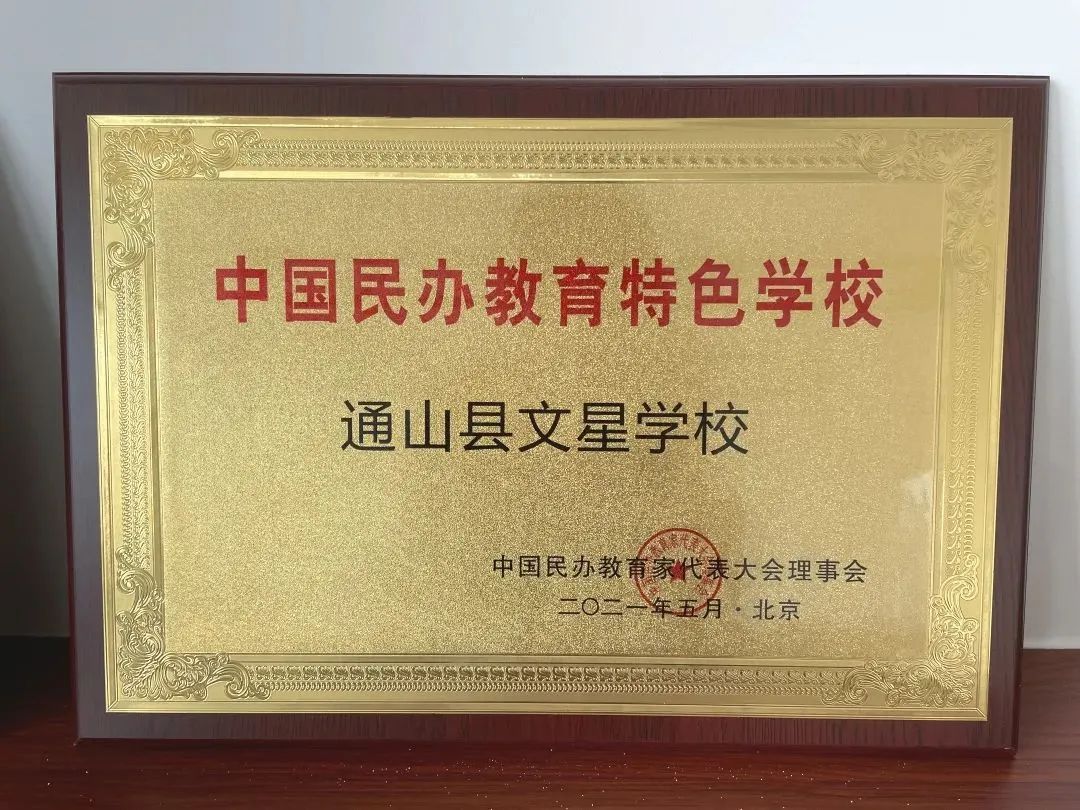 中国民办教育特色学校
通山县文星学校
中国民办教育家代表大会理事会
二〇二一年五月·北京